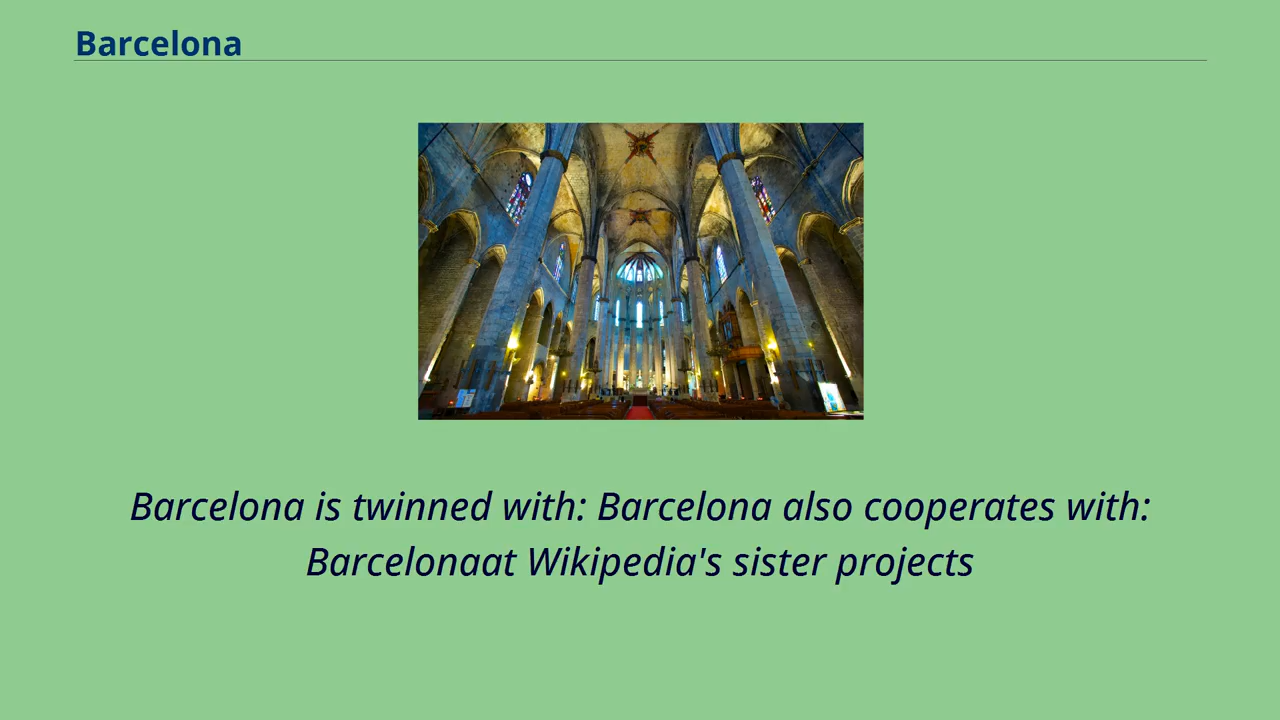 Barcelona
Barcelona is twinned with: Barcelona also cooperates with:
Barcelonaat Wikipedia's sister projects